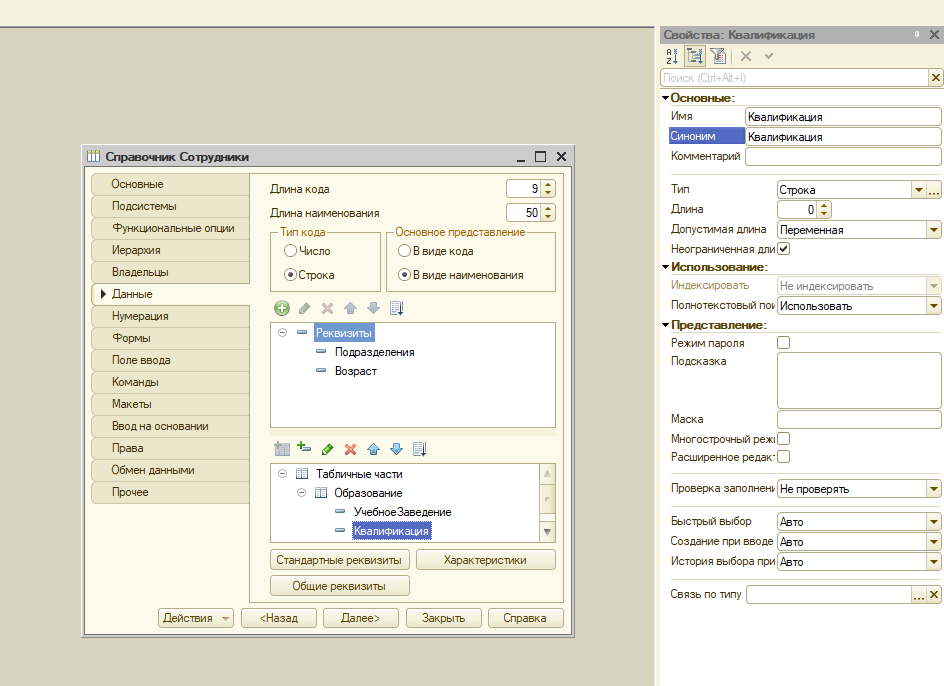 Справочник Сотрудники
Основные
Подсистемы
Функциональные опции
Иерархия
Владельцы
Данные
Нумерация
Формы
Поле ввода
Команды
Макеты
Ввод на основании
Права
Обмен данными
Прочее
Длина кода
9
Длина наименования
50
Тип кода
Число
Строка
Основное представление
В виде кода
В виде наименования
Реквизиты
Подразделения
Возраст
Табличные части
Образование
УчебноеЗаведение
Квалификация
Стандартные реквизиты
Характеристики
Общие реквизиты
Действия
<Назад
Далее>
Закрыть
Справка
Свойства: Квалификация
Поиск (Ctrl+Alt+I)
Основные:
Имя
Квалификация
Синоним
Квалификация
Комментарий
Тип
Строка
Длина
0
Допустимая длина
Переменная
Неограниченная дли
Использование:
Индексировать
Не индексировать
Полнотекстовый пои
Использовать
Представление:
Режим пароля
Подсказка
Маска
Многострочный режи
Расширенное редакт
Проверка заполнени
Не проверять
Быстрый выбор
Авто
Создание при вводе
Авто
История выбора при
Авто
Связь по типу